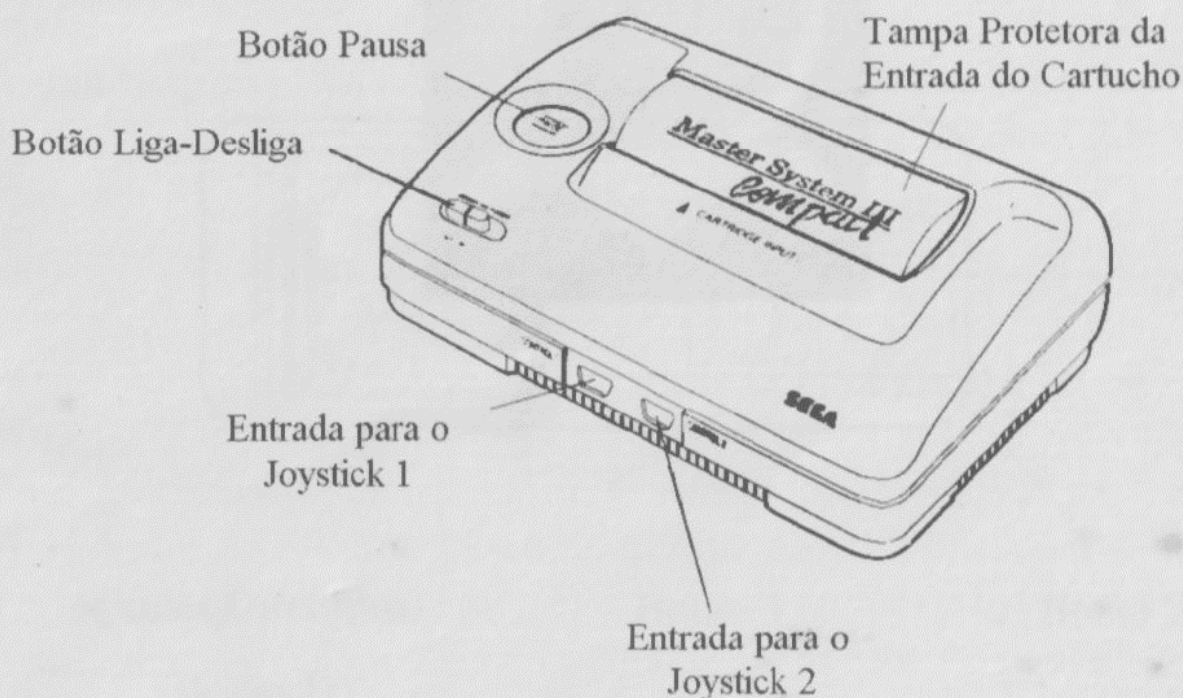 Botão Pausa
Tampa Protetora da
Entrada do Cartucho
Botão Liga-Desliga
Master System III
Compact
CARTRIDGE INPUT
SEGA
Entrada para o
Joystick 1
Entrada para o
Joystick 2